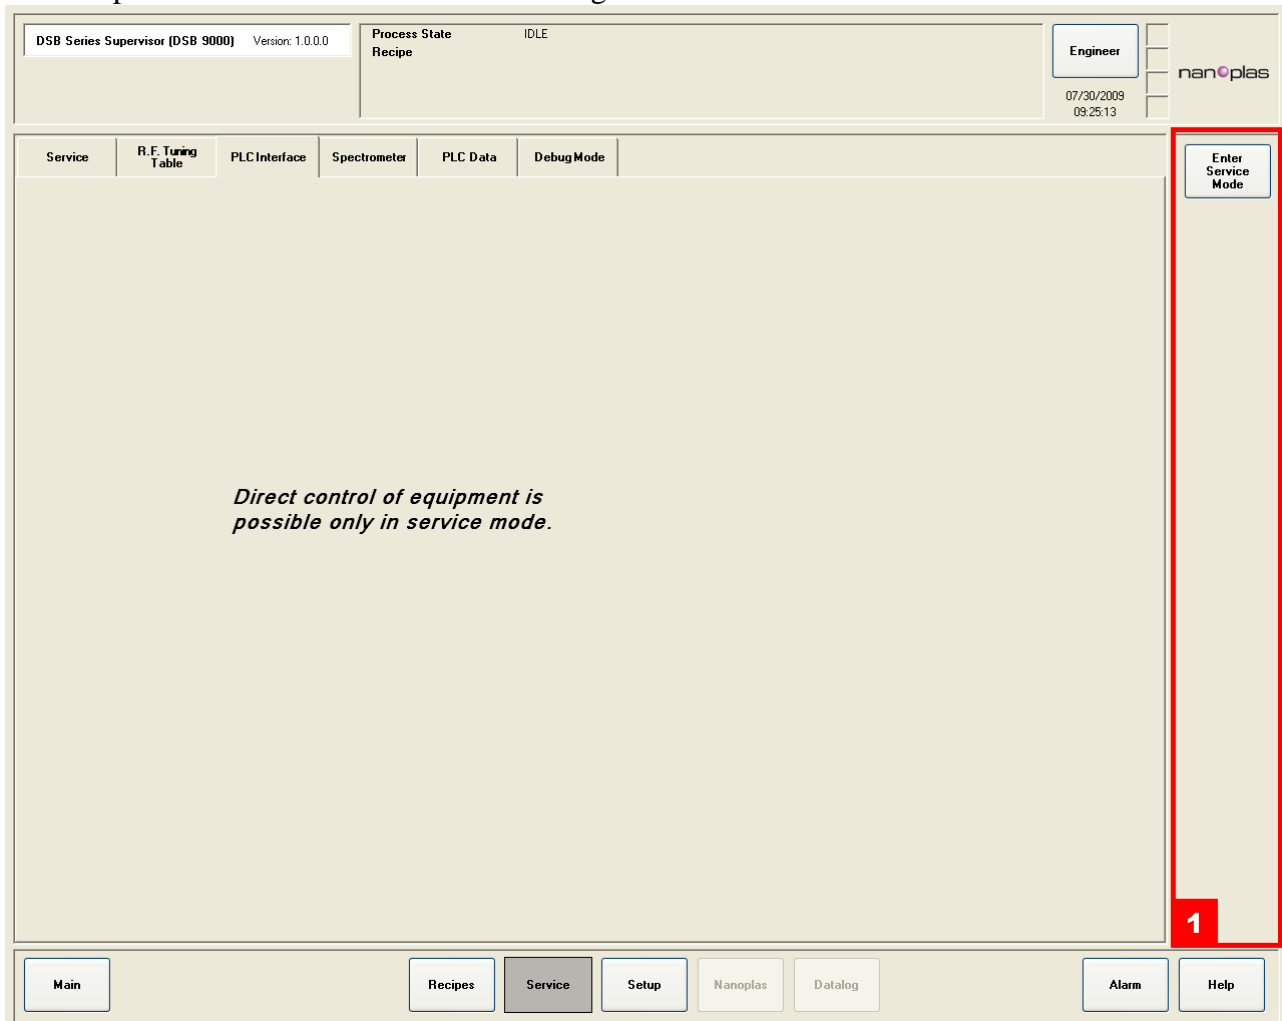 DSB Series Supervisor (DSB 9000) Version: 1.0.0.0
Process State IDLE
Recipe
Engineer
07/30/2009
09:25:13
nanoplas
Service
R.F. Tuning
Table
PLC Interface
Spectrometer
PLC Data
Debug Mode
Enter
Service
Mode
Direct control of equipment is
possible only in service mode.
1
Main
Recipes
Service
Setup
Nanoplas
Datalog
Alarm
Help